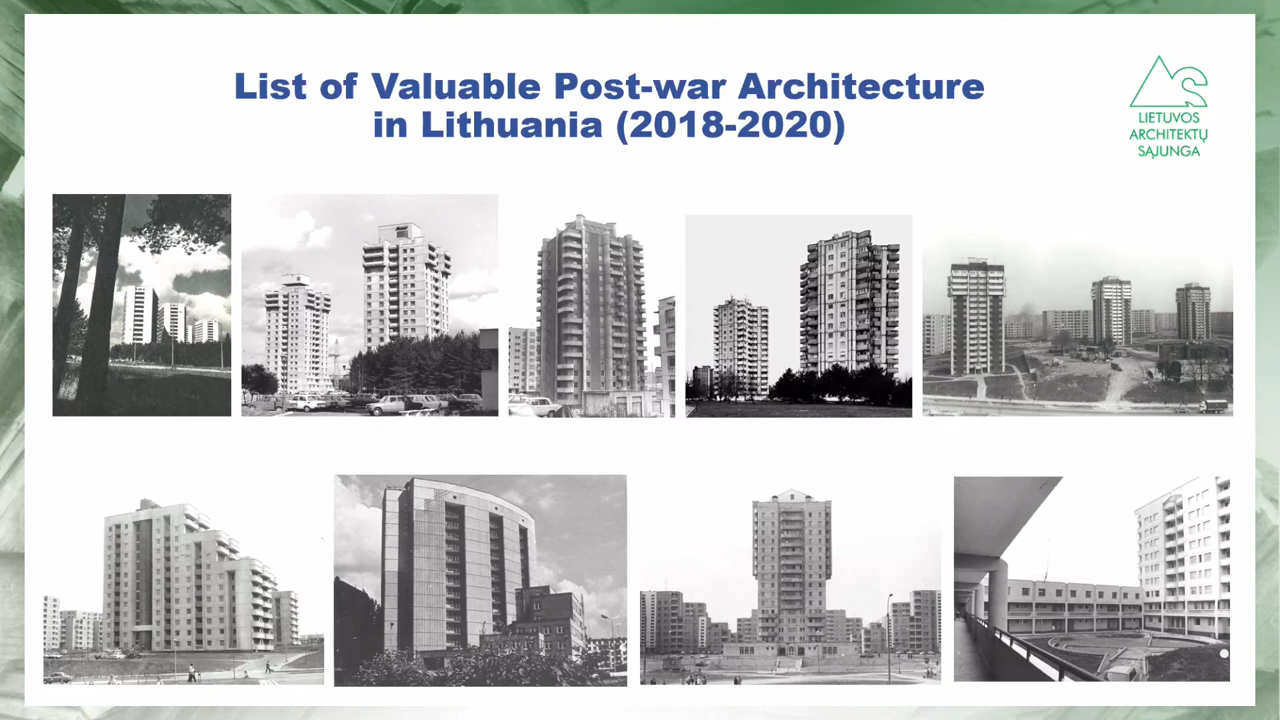 List of Valuable Post-war Architecture
in Lithuania (2018-2020)
LIETUVOS
ARCHITEKTŲ
SĄJUNGA